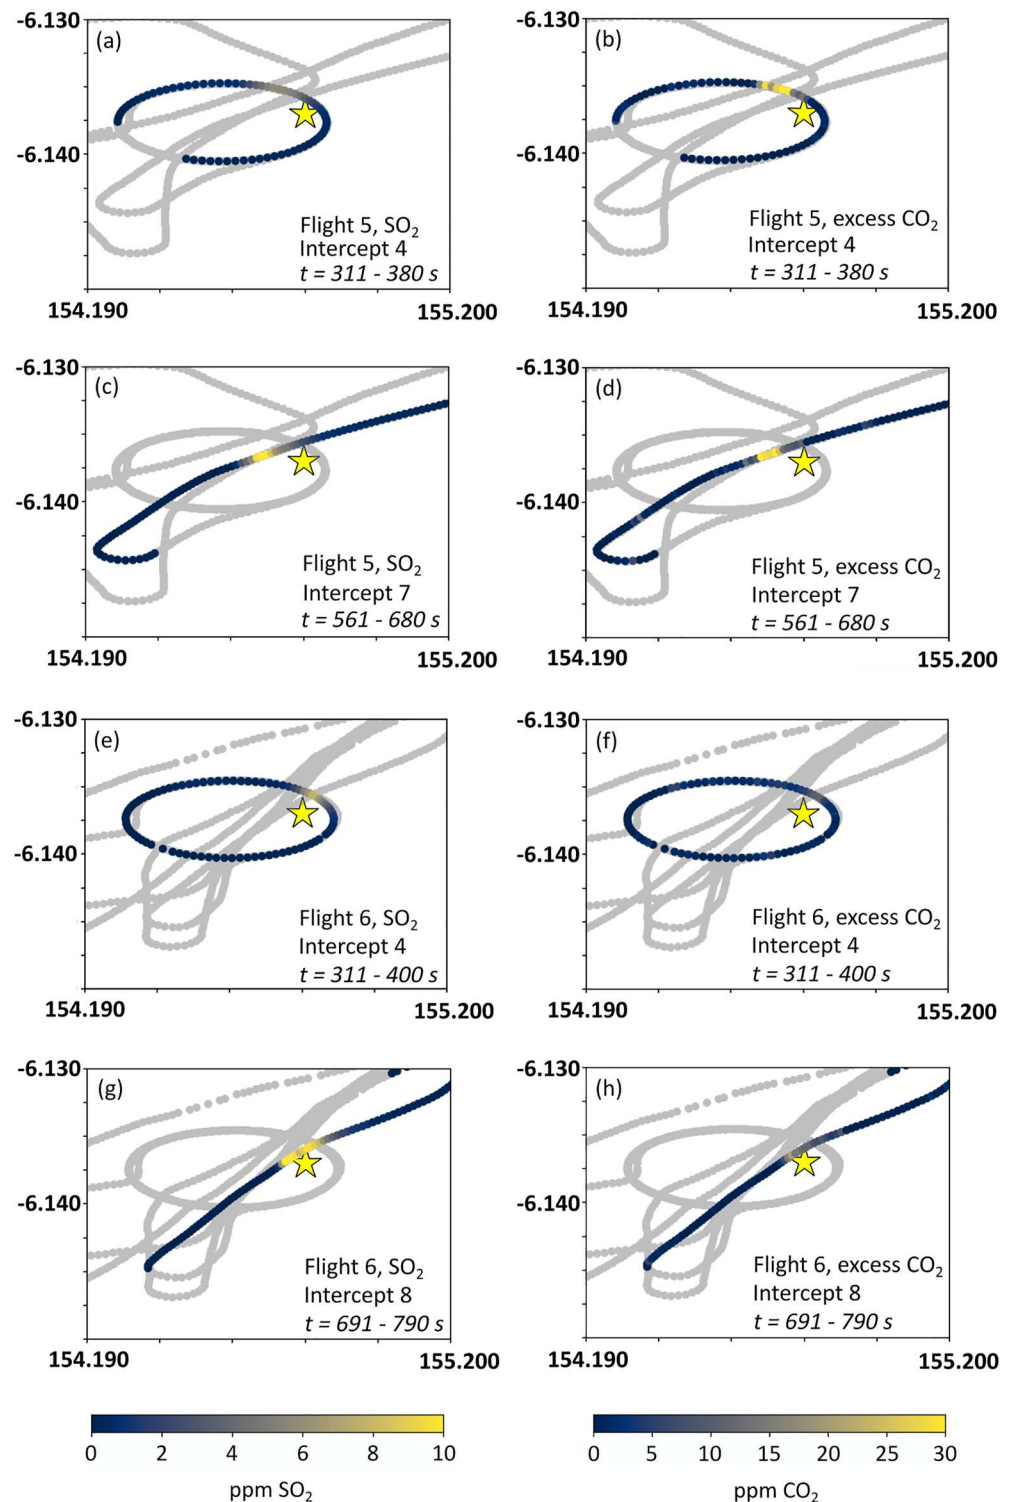 -6.130
(a)
-6.140
Flight 5, SO₂
Intercept 4
t = 311 - 380 s
154.190
155.200
-6.130
(b)
-6.140
Flight 5, excess CO₂
Intercept 4
t = 311 - 380 s
154.190
155.200
-6.130
(c)
-6.140
Flight 5, SO₂
Intercept 7
t = 561 - 680 s
154.190
155.200
-6.130
(d)
-6.140
Flight 5, excess CO₂
Intercept 7
t = 561 - 680 s
154.190
155.200
-6.130
(e)
-6.140
Flight 6, SO₂
Intercept 4
t = 311 - 400 s
154.190
155.200
-6.130
(f)
-6.140
Flight 6, excess CO₂
Intercept 4
t = 311 - 400 s
154.190
155.200
-6.130
(g)
-6.140
Flight 6, SO₂
Intercept 8
t = 691 - 790 s
154.190
155.200
-6.130
(h)
-6.140
Flight 6, excess CO₂
Intercept 8
t = 691 - 790 s
154.190
155.200
0 2 4 6 8 10
ppm SO₂
0 5 10 15 20 25 30
ppm CO₂